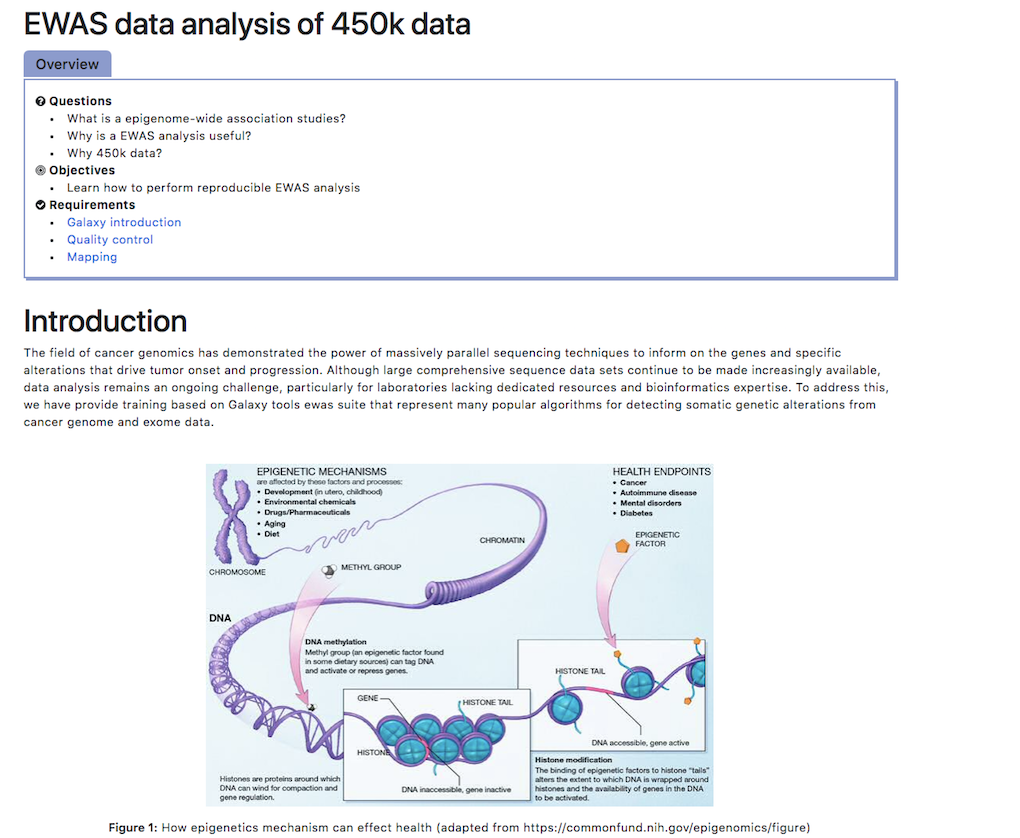 EWAS data analysis of 450k data
Overview
Questions
What is a epigenome-wide association studies?
Why is a EWAS analysis useful?
Why 450k data?
Objectives
Learn how to perform reproducible EWAS analysis
Requirements
Galaxy introduction
Quality control
Mapping
Introduction
The field of cancer genomics has demonstrated the power of massively parallel sequencing techniques to inform on the genes and specific
alterations that drive tumor onset and progression. Although large comprehensive sequence data sets continue to be made increasingly available,
data analysis remains an ongoing challenge, particularly for laboratories lacking dedicated resources and bioinformatics expertise. To address this,
we have provide training based on Galaxy tools ewas suite that represent many popular algorithms for detecting somatic genetic alterations from
cancer genome and exome data.
EPIGENETIC MECHANISMS
are affected by these factors and processes:
• Development (in utero, childhood)
• Environmental chemicals
• Drugs/Pharmaceuticals
• Aging
• Diet
HEALTH ENDPOINTS
• Cancer
• Autoimmune disease
• Mental disorders
• Diabetes
EPIGENETIC
FACTOR
CHROMATIN
CHROMOSOME
METHYL GROUP
DNA
DNA methylation
Methyl group (an epigenetic factor found
in some dietary sources) can tag DNA
and activate or repress genes.
HISTONE TAIL
GENE
HISTONE TAIL
HISTONE
DNA accessible, gene active
DNA inaccessible, gene inactive
Histones are proteins around which
DNA can wind for compaction and
gene regulation.
Histone modification
The binding of epigenetic factors to histone "tails"
alters the extent to which DNA is wrapped around
histones and the availability of genes in the DNA
to be activated.
Figure 1: How epigenetics mechanism can effect health (adapted from https://commonfund.nih.gov/epigenomics/figure)